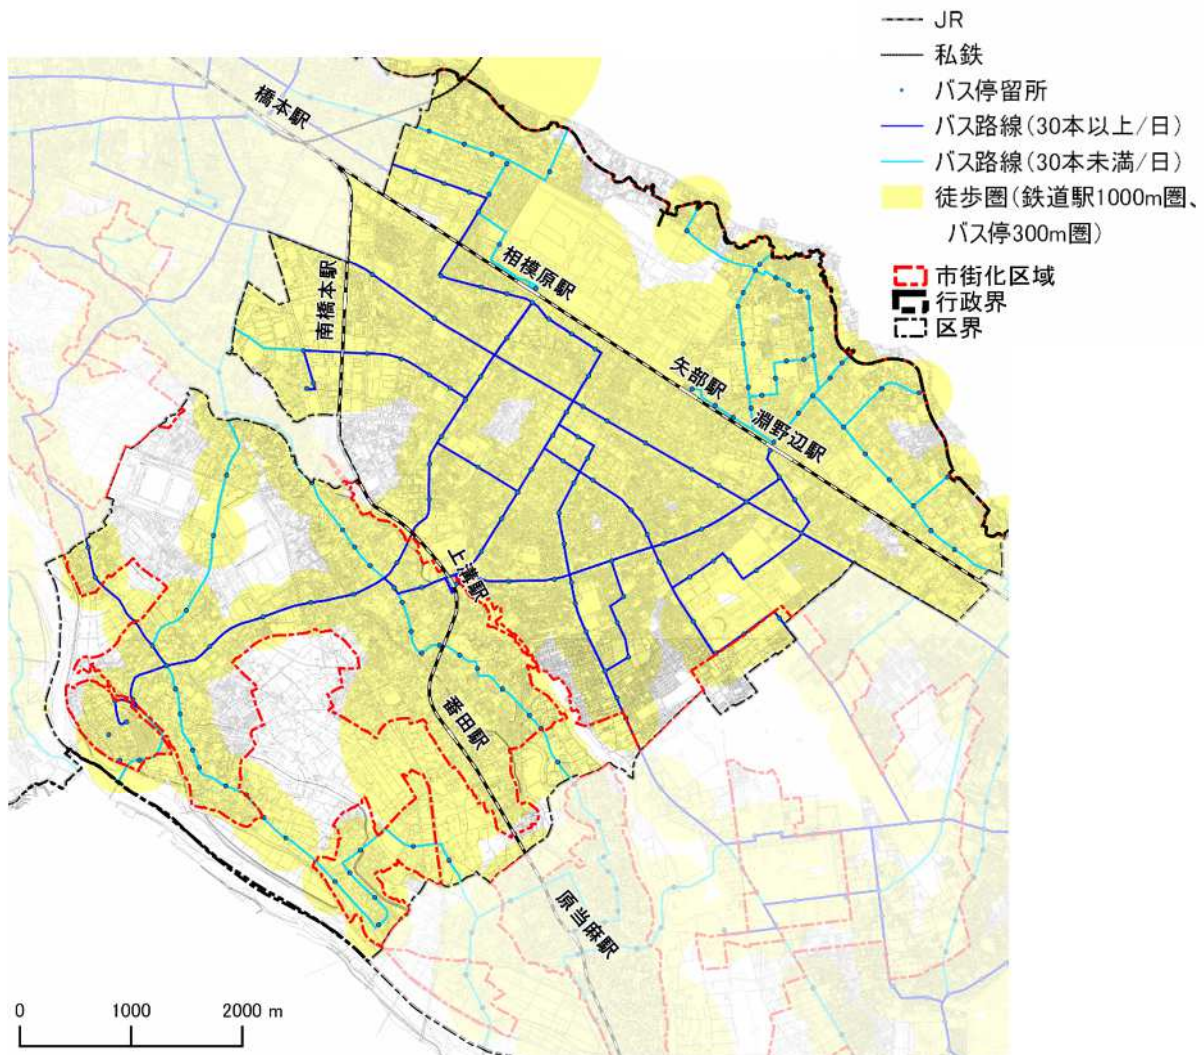 JR
私鉄
バス停留所
バス路線(30本以上/日)
バス路線(30本未満/日)
徒歩圏(鉄道駅1000m圏、
バス停300m圏)
市街化区域
行政界
区界
橋本駅
南橋本駅
相模原駅
矢部駅
淵野辺駅
上溝駅
番田駅
原当麻駅
0 1000 2000 m